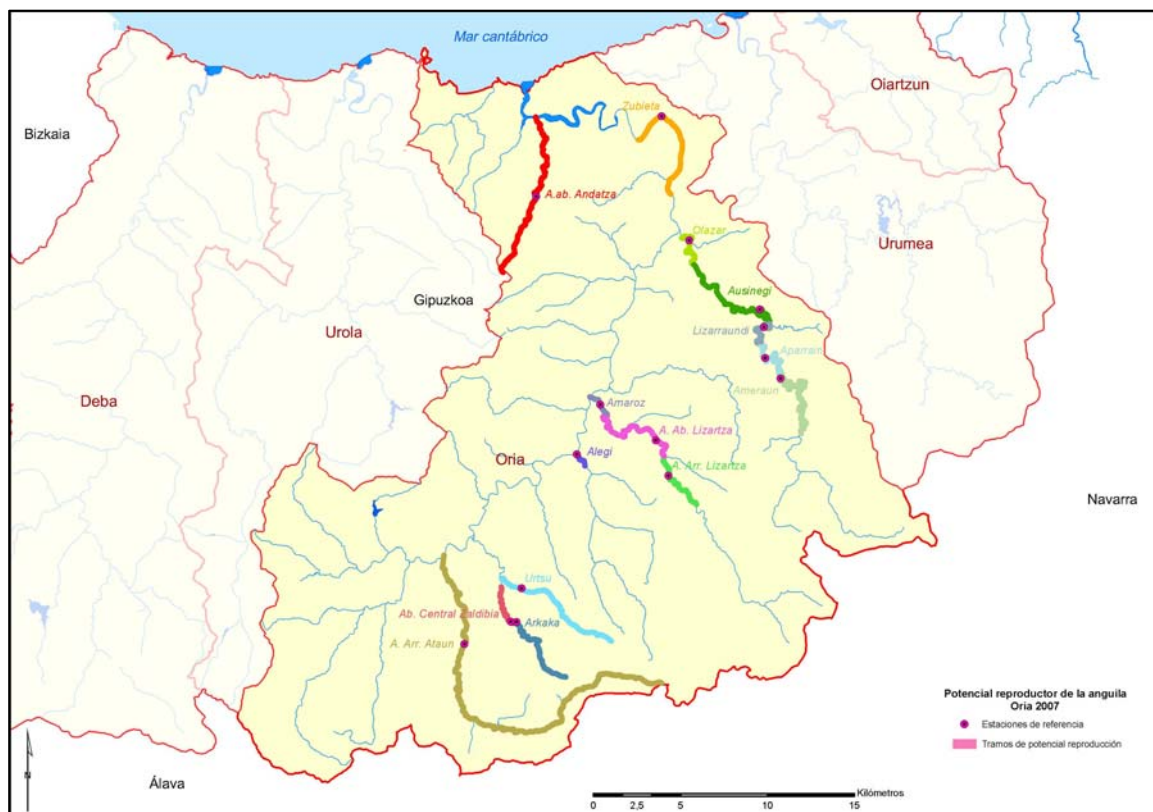 Mar cantábrico
Oiartzun
Bizkaia
Zubieta
A.ab. Andatza
Olazar
Urumea
Gipuzkoa
Ausinegi
Urola
Lizarraundi
Aparrain
Ameraun
Deba
Amaroz
A. Ab. Lizartza
Alegi
Oria
A. Arr. Lizartza
Navarra
Urtsu
Ab. Central Zaldibia
Arkaka
A. Arr. Ataun
Potencial reproductor de la anguila
Oria 2007
Estaciones de referencia
Tramos de potencial reproducción
N
Álava
Kilómetros
0 2,5 5 10 15